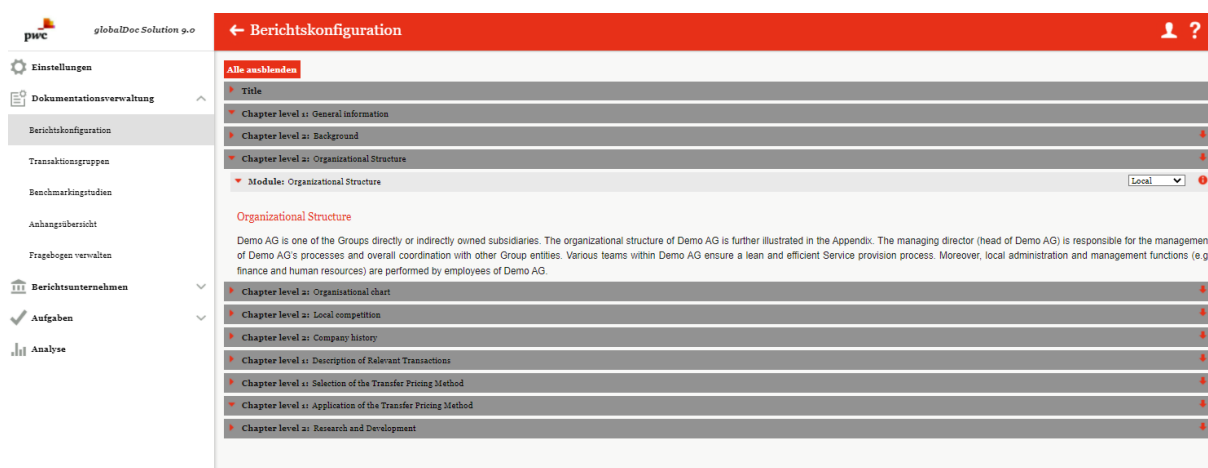 pwc
globalDoc Solution 9.0
Einstellungen
Dokumentationsverwaltung
Berichtskonfiguration
Transaktionsgruppen
Benchmarkingstudien
Anhangsübersicht
Fragebogen verwalten
Berichtsunternehmen
Aufgaben
Analyse
← Berichtskonfiguration
?
Alle ausblenden
Title
Chapter level 1: General information
Chapter level 2: Background
Chapter level 2: Organizational Structure
Module: Organizational Structure
Local
Organizational Structure
Demo AG is one of the Groups directly or indirectly owned subsidiaries. The organizational structure of Demo AG is further illustrated in the Appendix. The managing director (head of Demo AG) is responsible for the managemen
of Demo AG's processes and overall coordination with other Group entities. Various teams within Demo AG ensure a lean and efficient Service provision process. Moreover, local administration and management functions (e.g
finance and human resources) are performed by employees of Demo AG.
Chapter level 2: Organisational chart
Chapter level 2: Local competition
Chapter level 2: Company history
Chapter level 1: Description of Relevant Transactions
Chapter level 1: Selection of the Transfer Pricing Method
Chapter level 1: Application of the Transfer Pricing Method
Chapter level 2: Research and Development